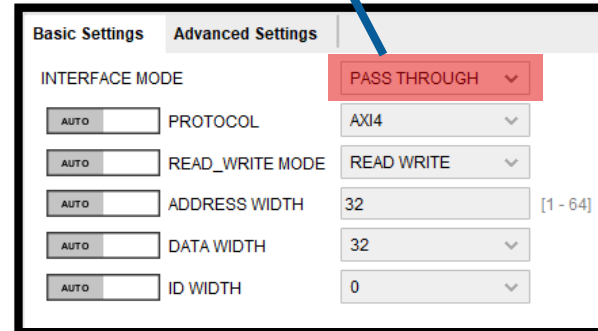 Basic Settings Advanced Settings
INTERFACE MODE PASS THROUGH
AUTO PROTOCOL AXI4
AUTO READ_WRITE MODE READ WRITE
AUTO ADDRESS WIDTH 32 [1 - 64]
AUTO DATA WIDTH 32
AUTO ID WIDTH 0